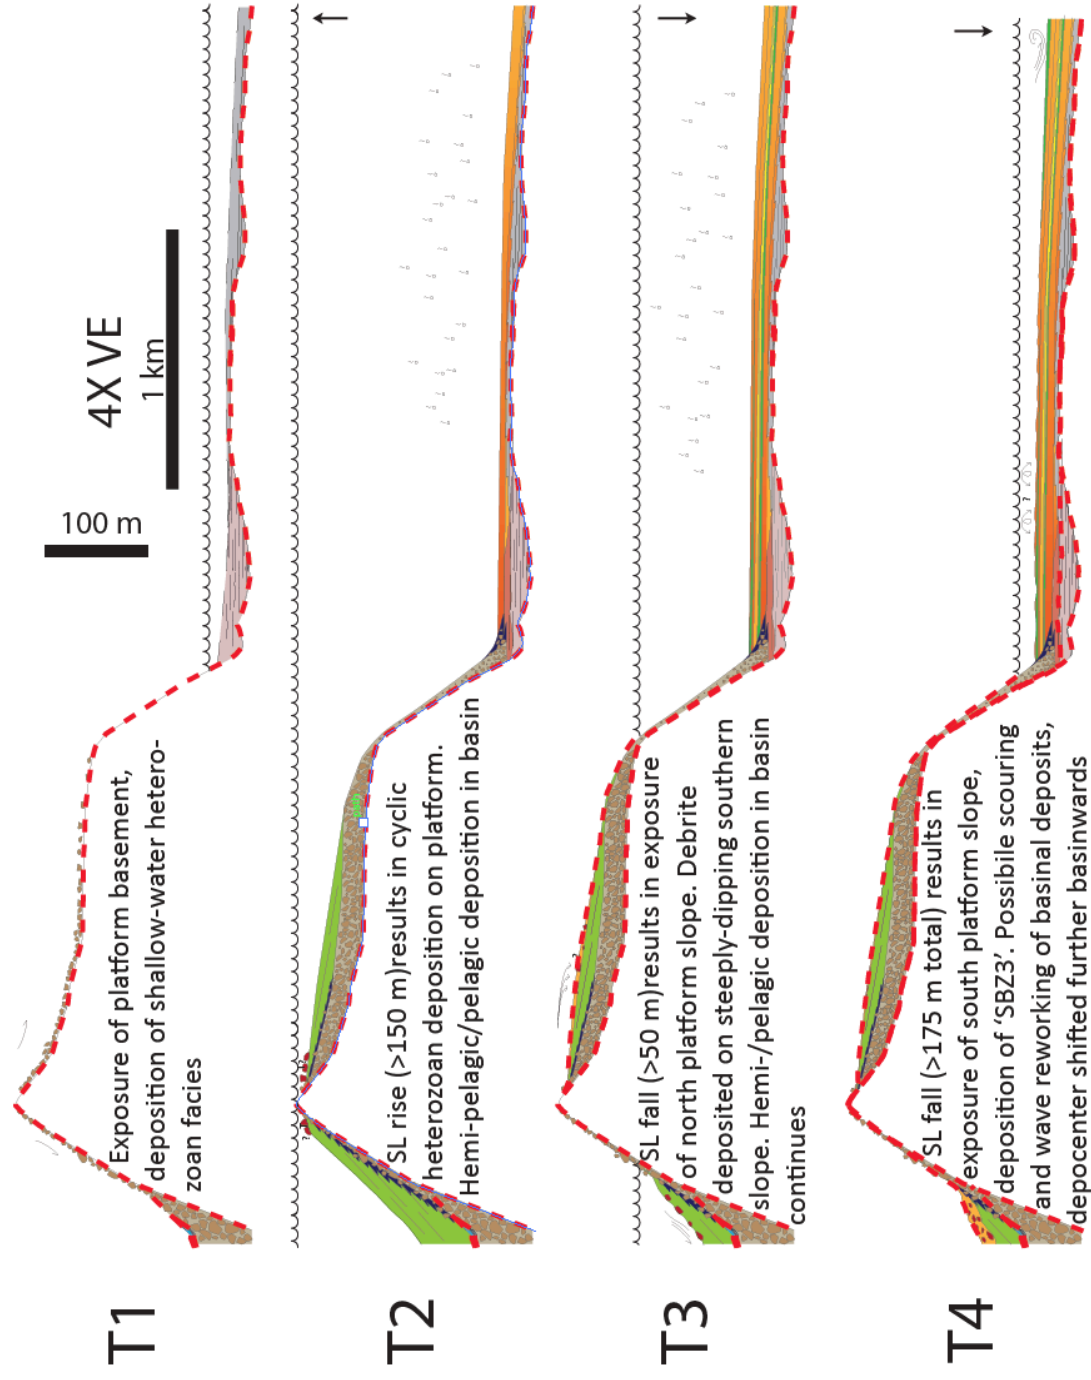 T1
Exposure of platform basement,
deposition of shallow-water hetero-
zoan facies
100 m
4X VE
1 km
T2
SL rise (>150 m)results in cyclic
heterozoan deposition on platform.
Hemi-pelagic/pelagic deposition in basin
?
?
T3
SL fall (>50 m)results in exposure
of north platform slope. Debrite
deposited on steeply-dipping southern
slope. Hemi-/pelagic deposition in basin
continues
T4
SL fall (>175 m total) results in
exposure of south platform slope,
deposition of ‘SBZ3’. Possible scouring
and wave reworking of basinal deposits,
depocenter shifted further basinwards
?